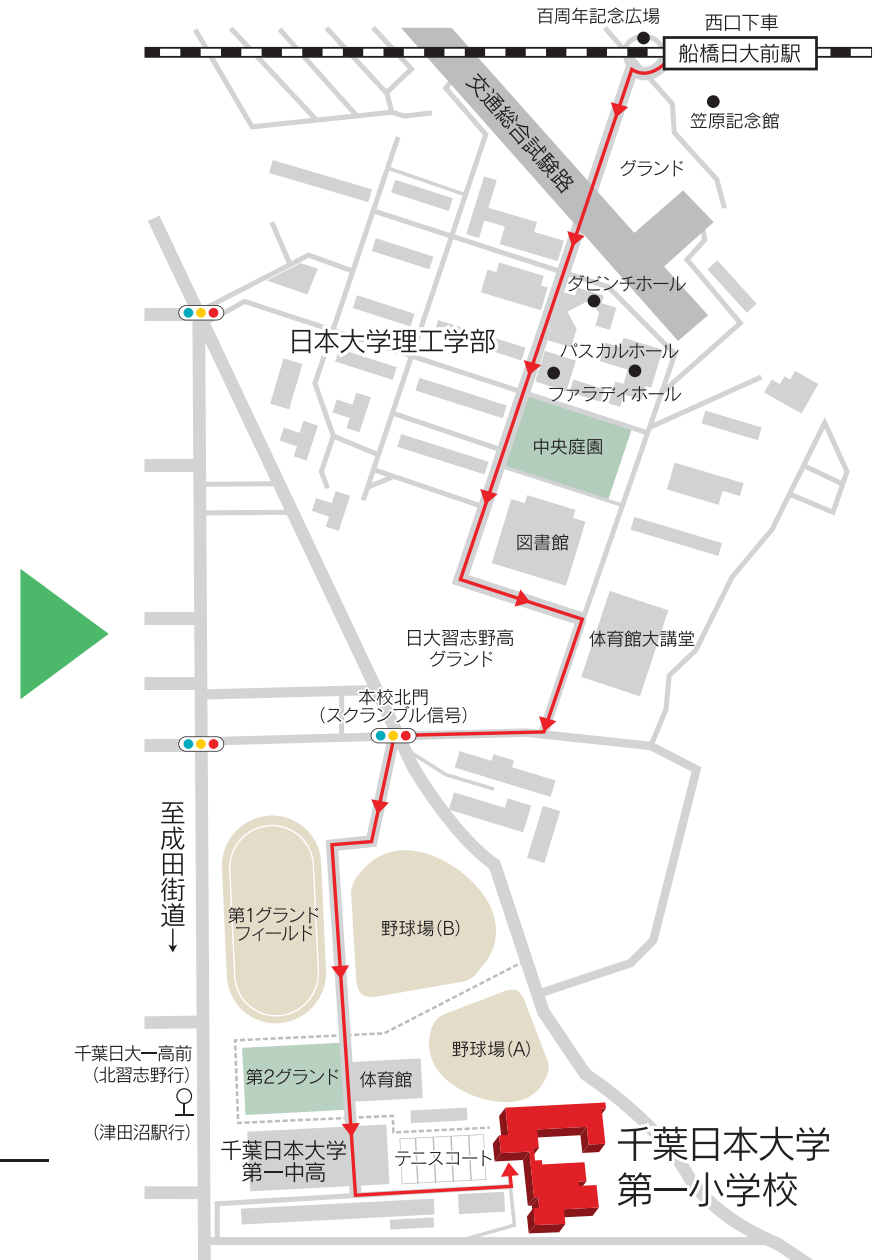 百周年記念広場
西口下車
船橋日大前駅
交通総合試験路
笠原記念館
グランド
ダビンチホール
日本大学理工学部
パスカルホール
ファラディホール
中央庭園
図書館
日大習志野高
グランド
体育館大講堂
本校北門
(スクランブル信号)
至成田街道↓
第1グランド
フィールド
野球場(B)
野球場(A)
千葉日大一高前
(北習志野行)
(津田沼駅行)
第2グランド
体育館
千葉日本大学
第一中高
テニスコート
千葉日本大学
第一小学校